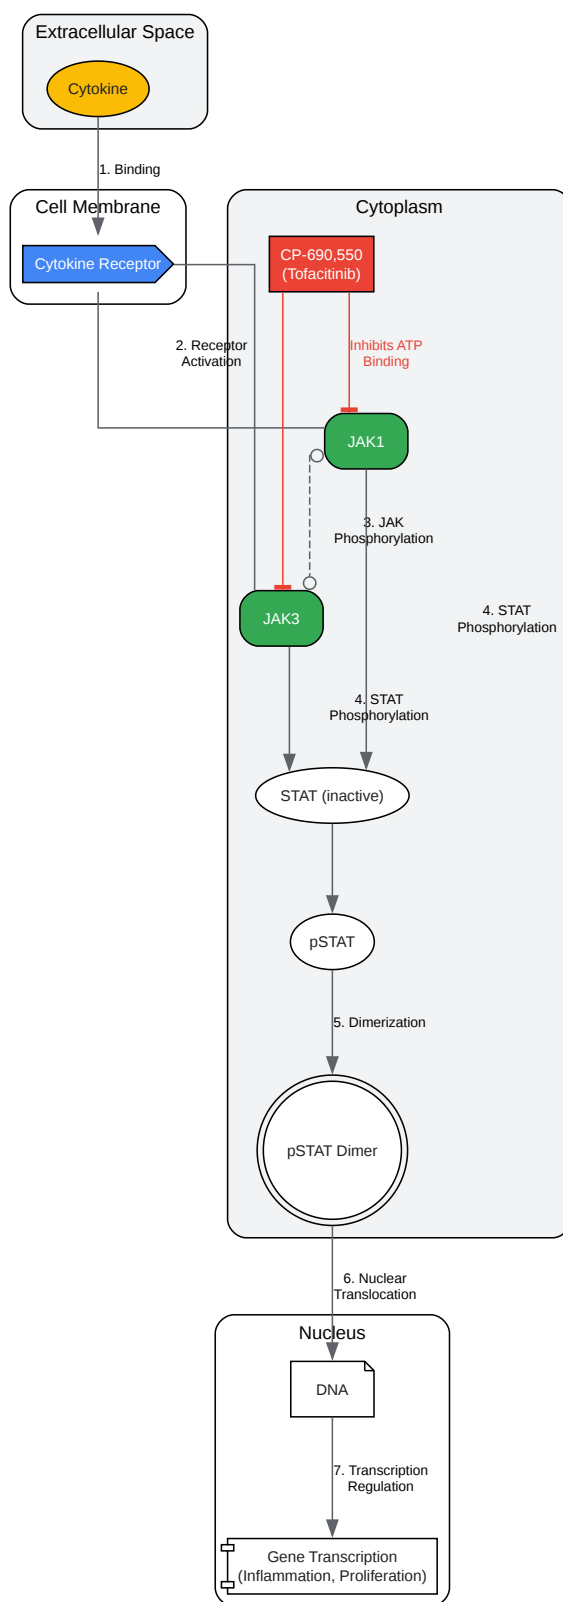 Extracellular Space
Cytokine
1. Binding
Cell Membrane
Cytokine Receptor
Cytoplasm
CP-690,550
(Tofacitinib)
2. Receptor
Activation
Inhibits ATP
Binding
JAK1
3. JAK
Phosphorylation
JAK3
4. STAT
Phosphorylation
4. STAT
Phosphorylation
STAT (inactive)
pSTAT
5. Dimerization
pSTAT Dimer
6. Nuclear
Translocation
Nucleus
DNA
7. Transcription
Regulation
Gene Transcription
(Inflammation, Proliferation)